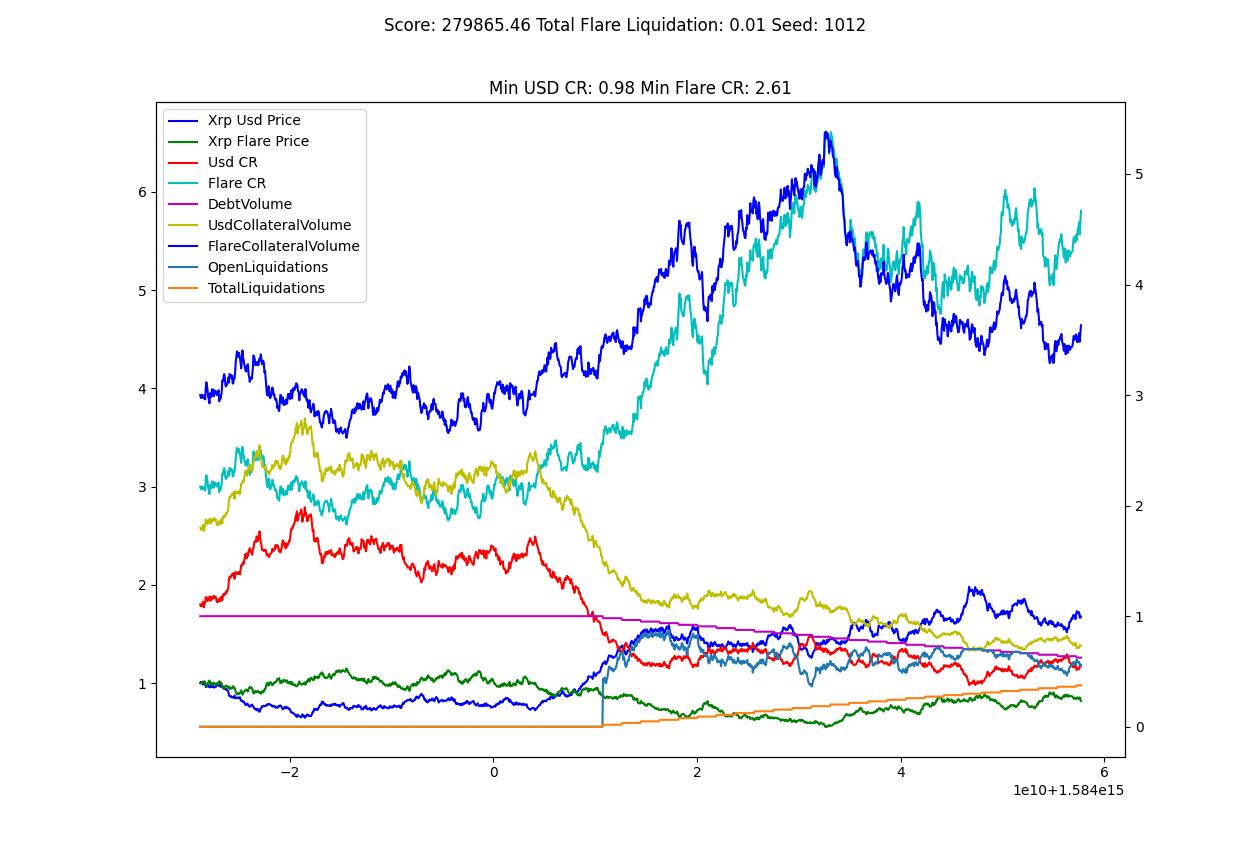 Score: 279865.46 Total Flare Liquidation: 0.01 Seed: 1012
Min USD CR: 0.98 Min Flare CR: 2.61
Xrp Usd Price
Xrp Flare Price
Usd CR
Flare CR
DebtVolume
UsdCollateralVolume
FlareCollateralVolume
OpenLiquidations
TotalLiquidations
6
5
4
3
2
1
5
4
3
2
1
0
−2
0
2
4
6
1e10+1.584e15